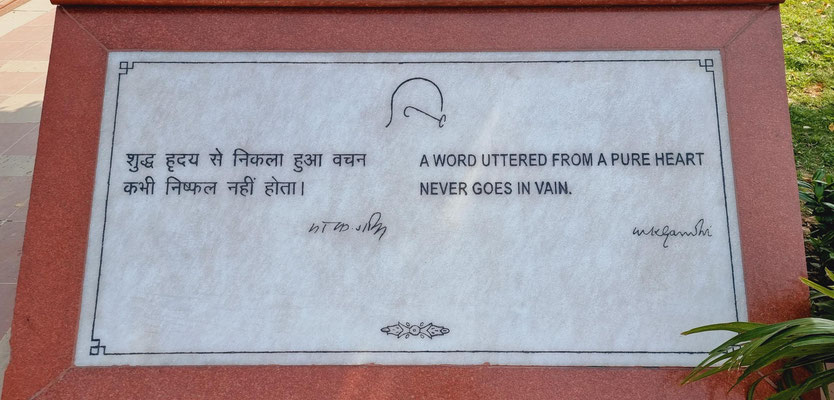 शुद्ध हृदय से निकला हुआ वचन
कभी निष्फल नहीं होता।
A WORD UTTERED FROM A PURE HEART
NEVER GOES IN VAIN.
mkgandhi